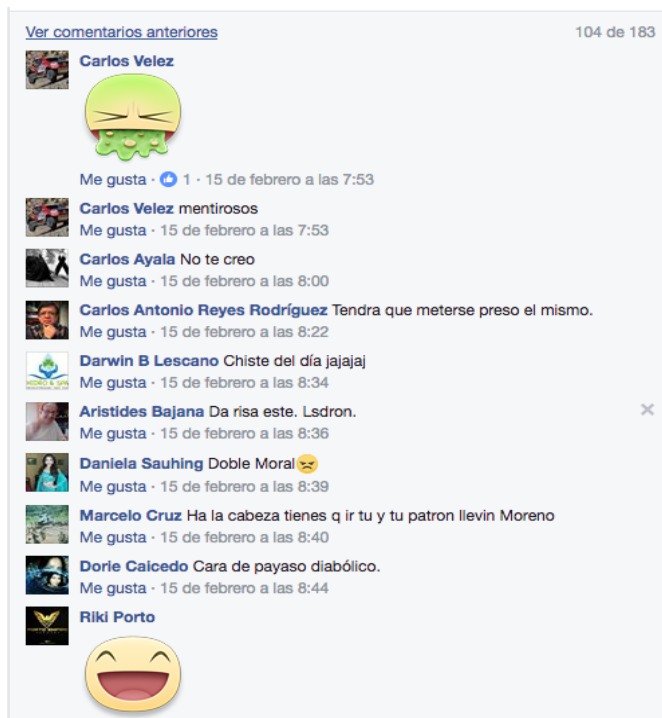 Ver comentarios anteriores 104 de 183
Carlos Velez
Me gusta · 1 · 15 de febrero a las 7:53
Carlos Velez mentirosos
Me gusta · 15 de febrero a las 7:53
Carlos Ayala No te creo
Me gusta · 15 de febrero a las 8:00
Carlos Antonio Reyes Rodríguez Tendra que meterse preso el mismo.
Me gusta · 15 de febrero a las 8:22
Darwin B Lescano Chiste del día jajajaj
Me gusta · 15 de febrero a las 8:34
Aristides Bajana Da risa este. Lsdron.
Me gusta · 15 de febrero a las 8:36
Daniela Sauhing Doble Moral😠
Me gusta · 15 de febrero a las 8:39
Marcelo Cruz Ha la cabeza tienes q ir tu y tu patron llevin Moreno
Me gusta · 15 de febrero a las 8:40
Dorie Caicedo Cara de payaso diabólico.
Me gusta · 15 de febrero a las 8:44
Riki Porto